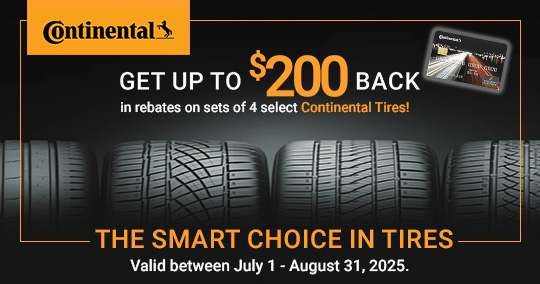 Continental
GET UP TO $200 BACK
in rebates on sets of 4 select Continental Tires!
Continental
THE SMART CHOICE IN TIRES
Valid between July 1 - August 31, 2025.